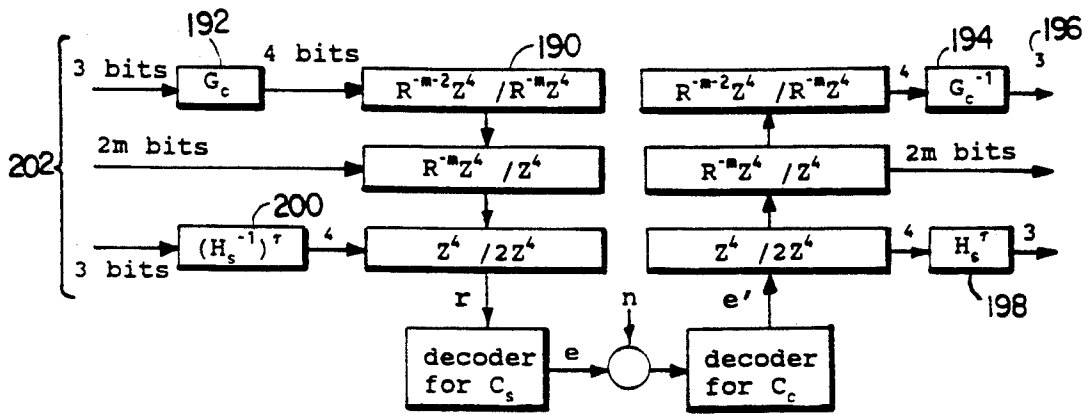 192
190
194
196
3 bits
G_c
4 bits
R^{-m-2}Z^4 /R^{-m}Z^4
R^{-m-2}Z^4 /R^{-m}Z^4
4
G_c^{-1}
3
202
2m bits
R^{-m}Z^4 /Z^4
R^{-m}Z^4 /Z^4
2m bits
200
3 bits
(H_s^{-1})^τ
4
Z^4 /2Z^4
Z^4 /2Z^4
4
H_s^τ
3
198
r
n
e'
decoder
for C_s
e
decoder
for C_c